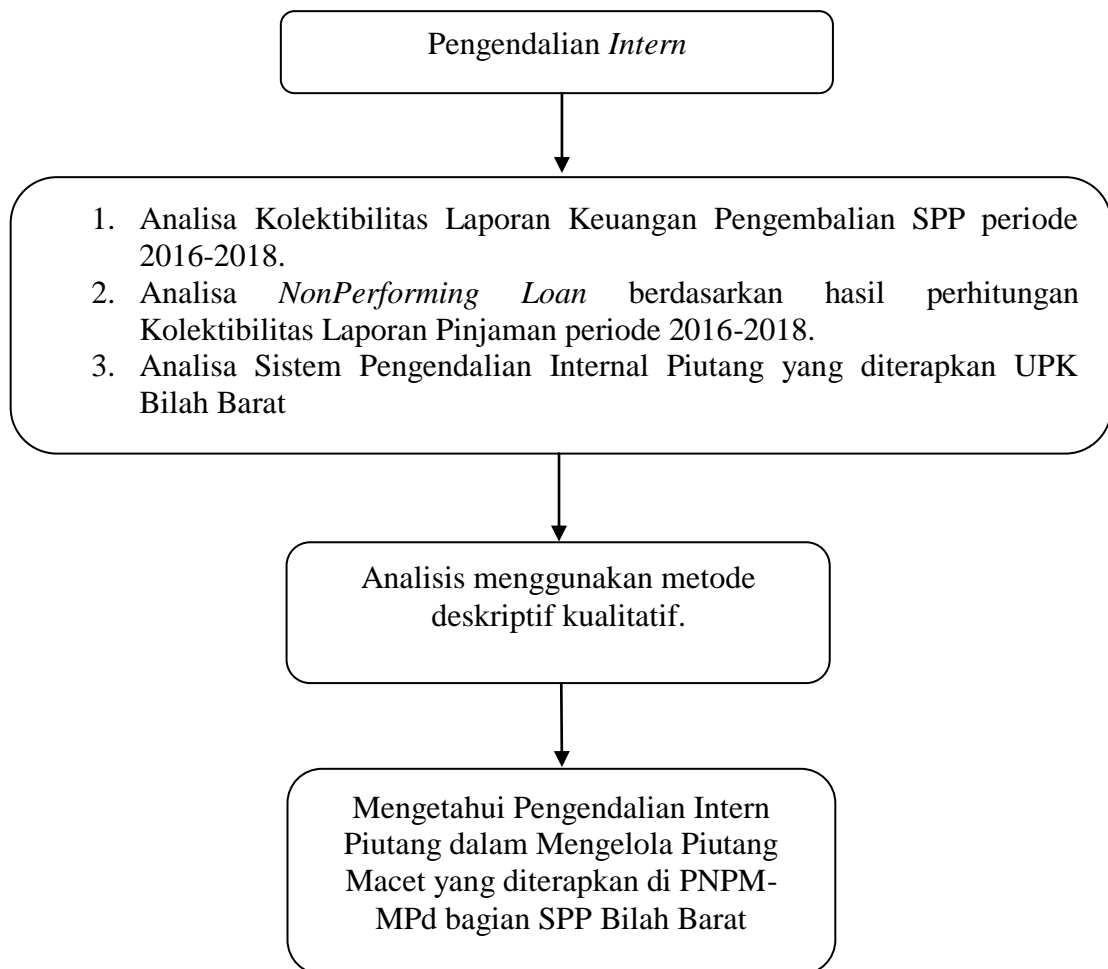 Pengendalian Intern
1. Analisa Kolektibilitas Laporan Keuangan Pengembalian SPP periode
2016-2018.
2. Analisa NonPerforming Loan berdasarkan hasil perhitungan
Kolektibilitas Laporan Pinjaman periode 2016-2018.
3. Analisa Sistem Pengendalian Internal Piutang yang diterapkan UPK
Bilah Barat
Analisis menggunakan metode
deskriptif kualitatif.
Mengetahui Pengendalian Intern
Piutang dalam Mengelola Piutang
Macet yang diterapkan di PNPM-
MPd bagian SPP Bilah Barat